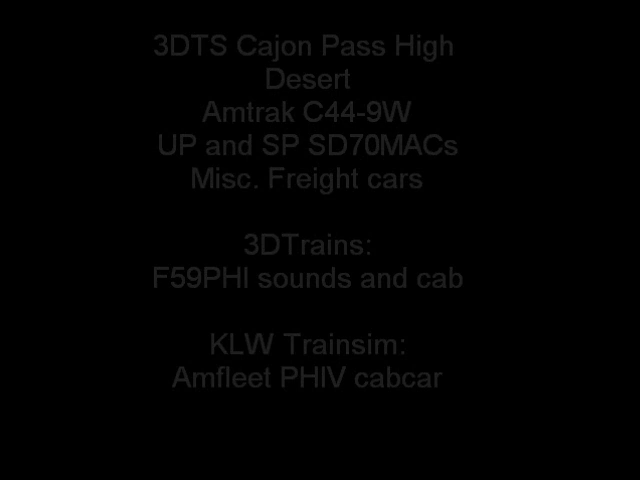 3DTS Cajon Pass High
Desert
Amtrak C44-9W
UP and SP SD70MACs
Misc. Freight cars
3DTrains:
F59PHI sounds and cab
KLW Trainsim:
Amfleet PHIV cabcar